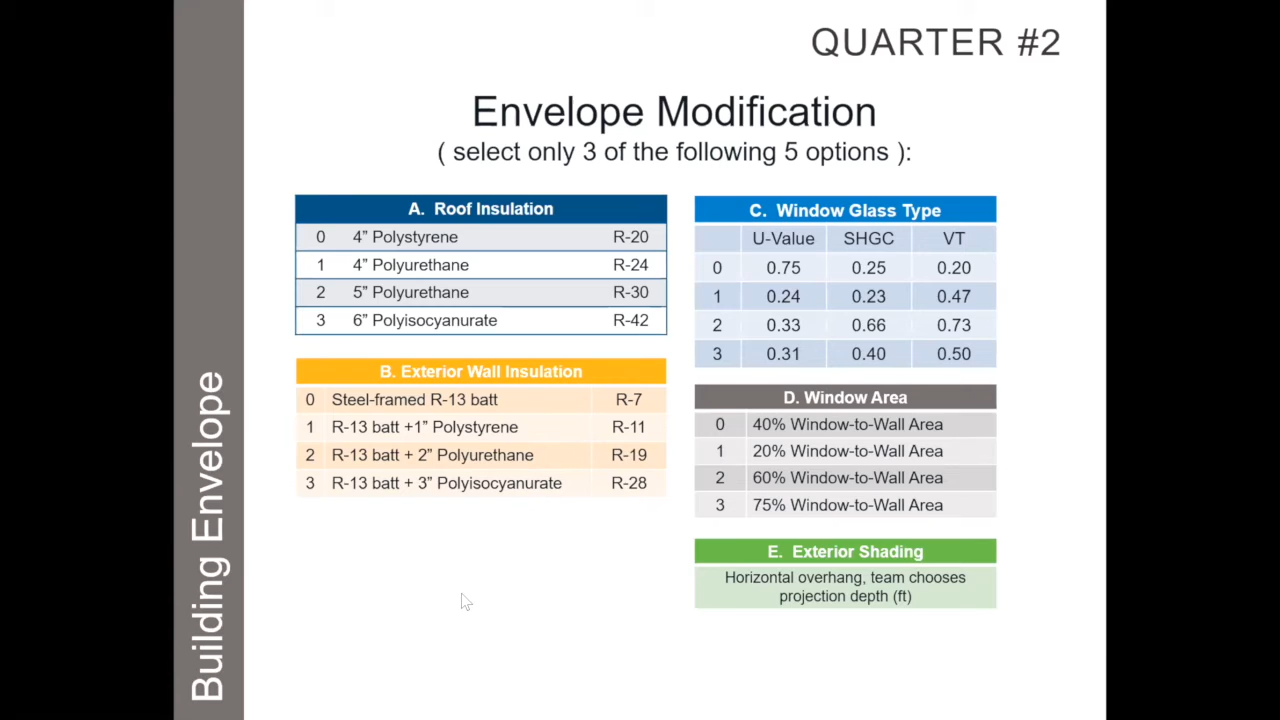 QUARTER #2
Envelope Modification
( select only 3 of the following 5 options ):
A. Roof Insulation
0 4” Polystyrene R-20
1 4” Polyurethane R-24
2 5” Polyurethane R-30
3 6” Polyisocyanurate R-42
B. Exterior Wall Insulation
0 Steel-framed R-13 batt R-7
1 R-13 batt +1” Polystyrene R-11
2 R-13 batt + 2” Polyurethane R-19
3 R-13 batt + 3” Polyisocyanurate R-28
C. Window Glass Type
U-Value SHGC VT
0 0.75 0.25 0.20
1 0.24 0.23 0.47
2 0.33 0.66 0.73
3 0.31 0.40 0.50
D. Window Area
0 40% Window-to-Wall Area
1 20% Window-to-Wall Area
2 60% Window-to-Wall Area
3 75% Window-to-Wall Area
E. Exterior Shading
Horizontal overhang, team chooses
projection depth (ft)
Building Envelope